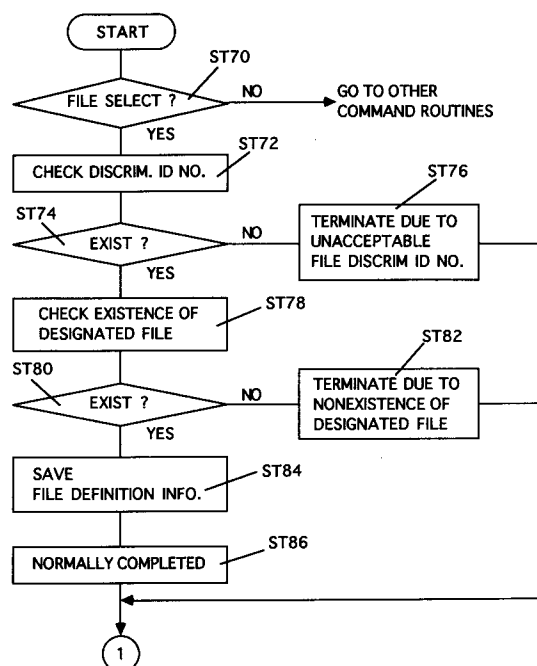 START
ST70
FILE SELECT ?
NO
GO TO OTHER
COMMAND ROUTINES
YES
ST72
CHECK DISCRIM. ID NO.
ST76
ST74
EXIST ?
NO
TERMINATE DUE TO
UNACCEPTABLE
FILE DISCRIM ID NO.
YES
ST78
CHECK EXISTENCE OF
DESIGNATED FILE
ST82
ST80
EXIST ?
NO
TERMINATE DUE TO
NONEXISTENCE OF
DESIGNATED FILE
YES
SAVE
FILE DEFINITION INFO.
ST84
ST86
NORMALLY COMPLETED
1